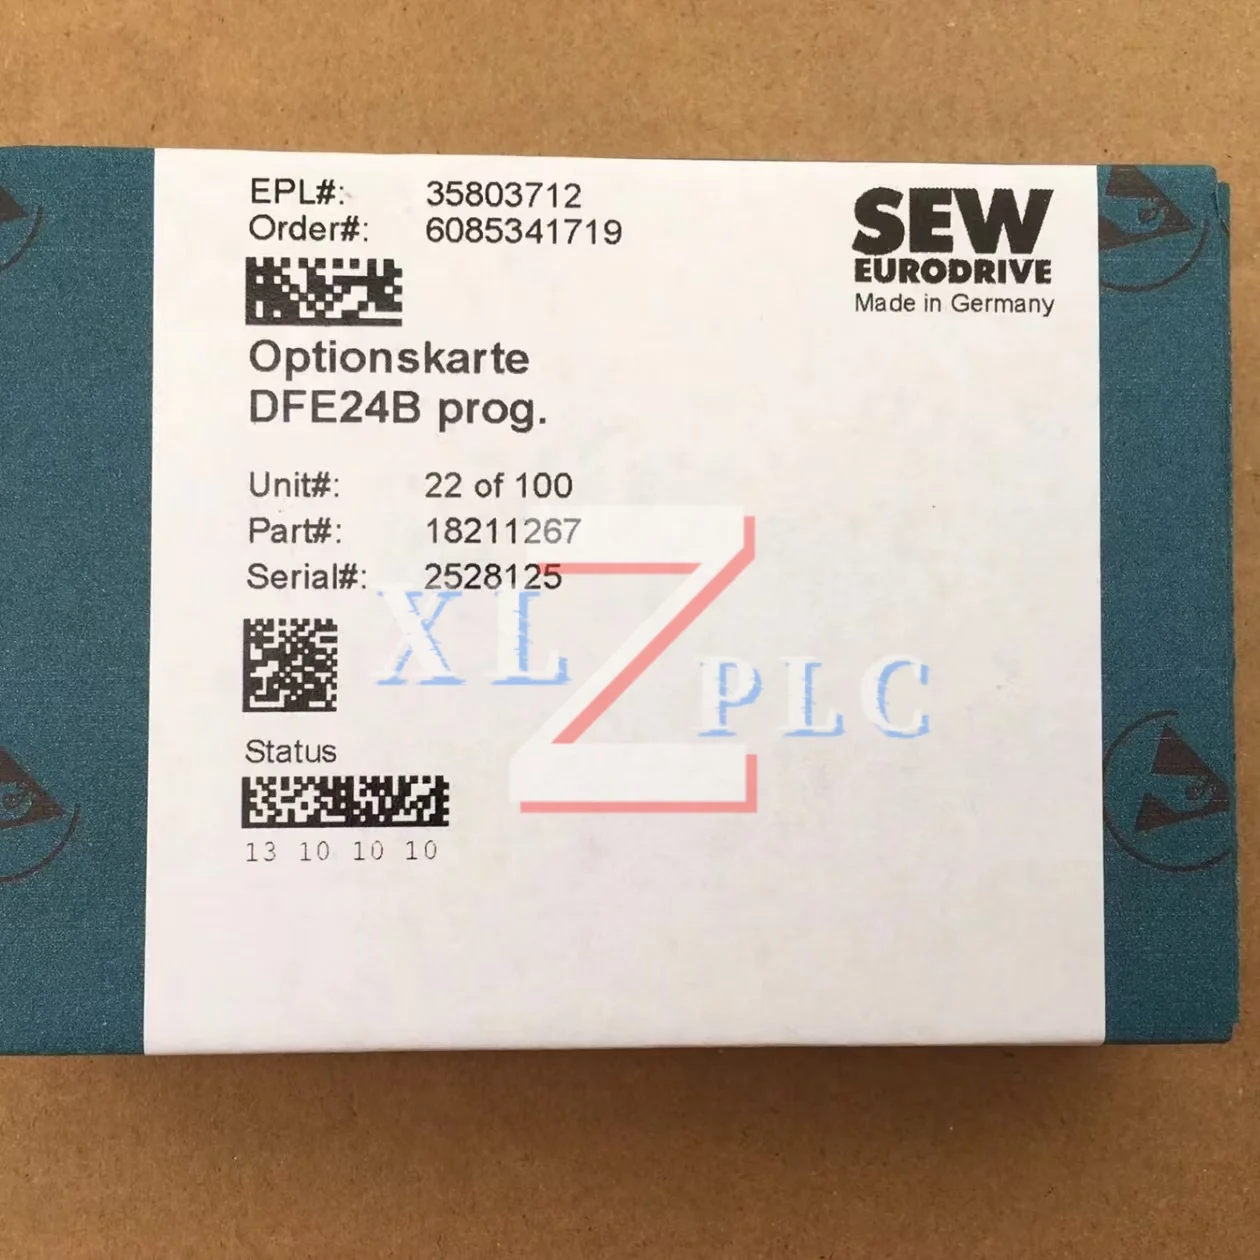 EPL#: 35803712
Order#: 6085341719
SEW
EURODRIVE
Made in Germany
Optionskarte
DFE24B prog.
Unit#: 22 of 100
Part#: 18211267
Serial#: 2528125
XL Z PLC
Status
13 10 10 10